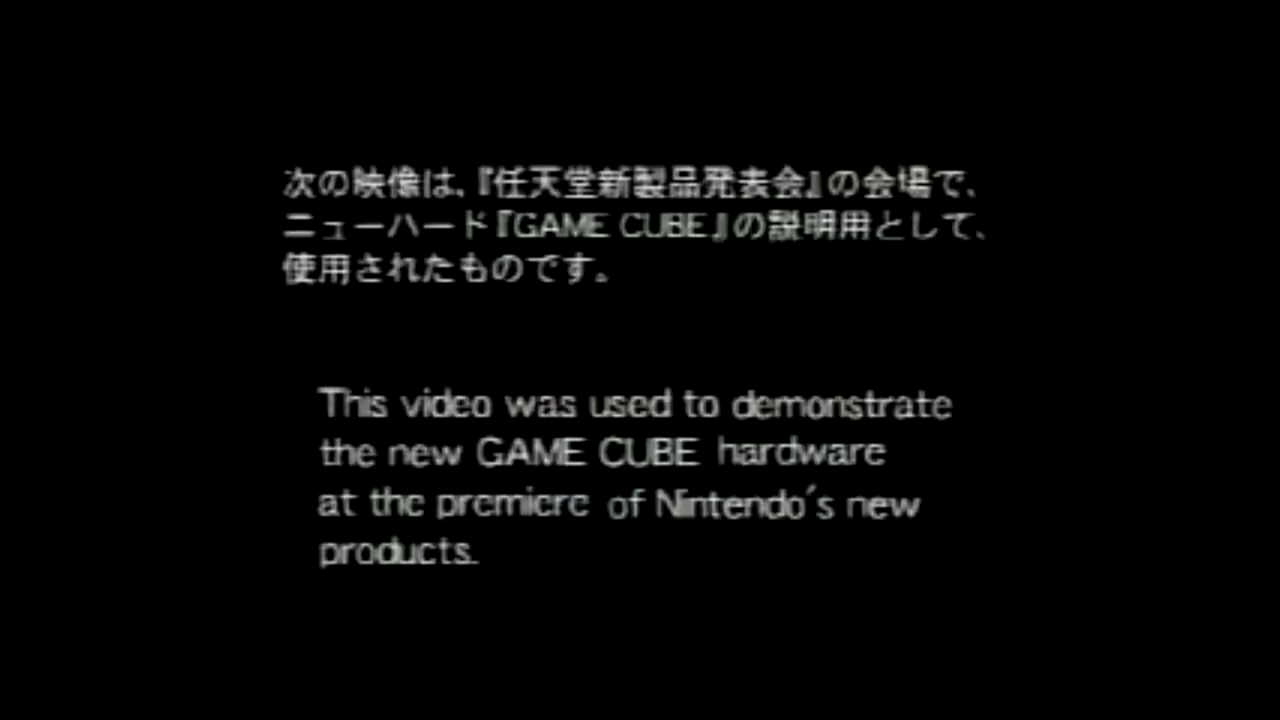 次の映像は、『任天堂新製品発表会』の会場で、
ニューハード『GAME CUBE』の説明用として、
使用されたものです。
This video was used to demonstrate
the new GAME CUBE hardware
at the premiere of Nintendo's new
products.